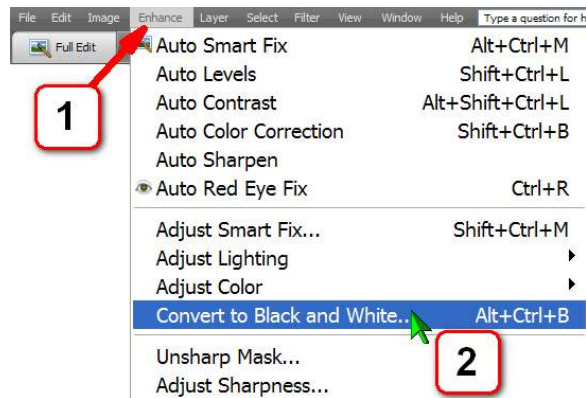 File Edit Image Enhance Layer Select Filter View Window Help Type a question for h
Full Edit
1
Auto Smart Fix Alt+Ctrl+M
Auto Levels Shift+Ctrl+L
Auto Contrast Alt+Shift+Ctrl+L
Auto Color Correction Shift+Ctrl+B
Auto Sharpen
Auto Red Eye Fix Ctrl+R
Adjust Smart Fix... Shift+Ctrl+M
Adjust Lighting
Adjust Color
Convert to Black and White... Alt+Ctrl+B
2
Unsharp Mask...
Adjust Sharpness...